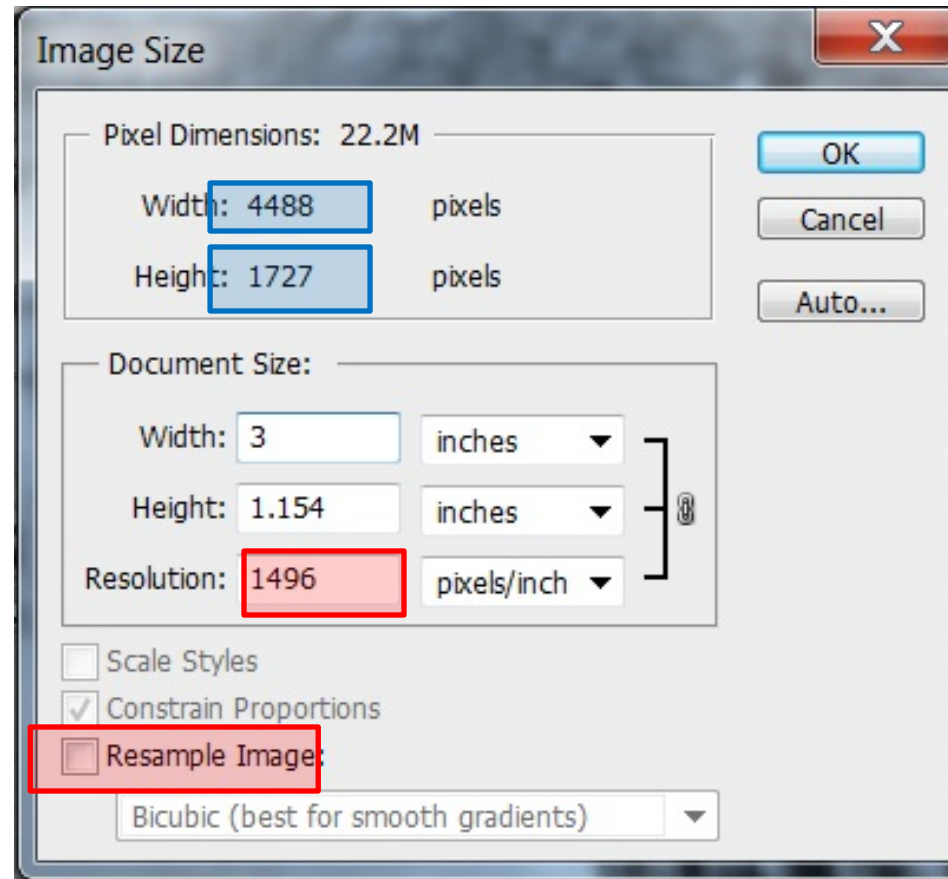 Image Size
Pixel Dimensions: 22.2M
Width: 4488 pixels
Height: 1727 pixels
OK
Cancel
Auto...
Document Size:
Width: 3 inches
Height: 1.154 inches
Resolution: 1496 pixels/inch
Scale Styles
Constrain Proportions
Resample Image:
Bicubic (best for smooth gradients)